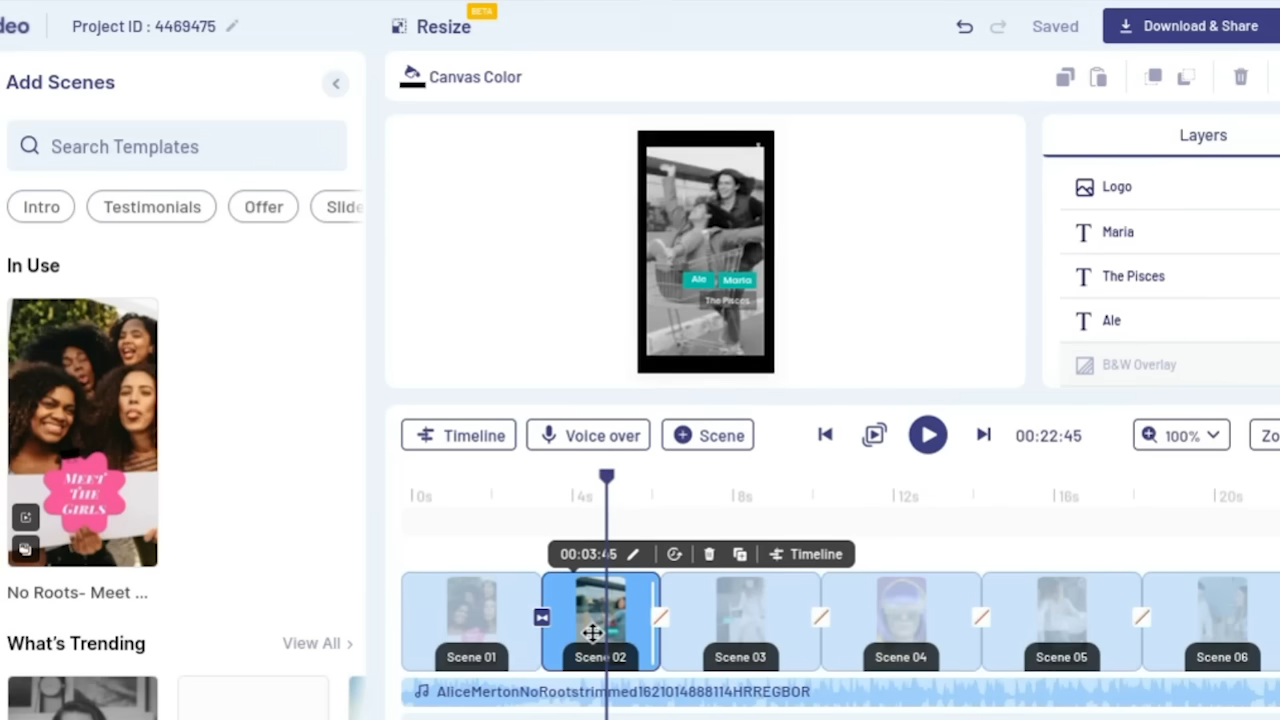 deo
Project ID : 4469475
Resize
BETA
Saved
Download & Share
Add Scenes
Canvas Color
Search Templates
Intro
Testimonials
Offer
Slide
In Use
MEET
THE
GIRLS
No Roots- Meet ...
What's Trending
View All >
Ale
Maria
The Pisces
Layers
Logo
Maria
The Pisces
Ale
B&W Overlay
Timeline
Voice over
Scene
00:22:45
100%
Zo
0s
4s
8s
12s
16s
20s
00:03:45
Timeline
Scene 01
Scene 02
Scene 03
Scene 04
Scene 05
Scene 06
AliceMertonNoRootstrimmed1621014888114HRREGBOR